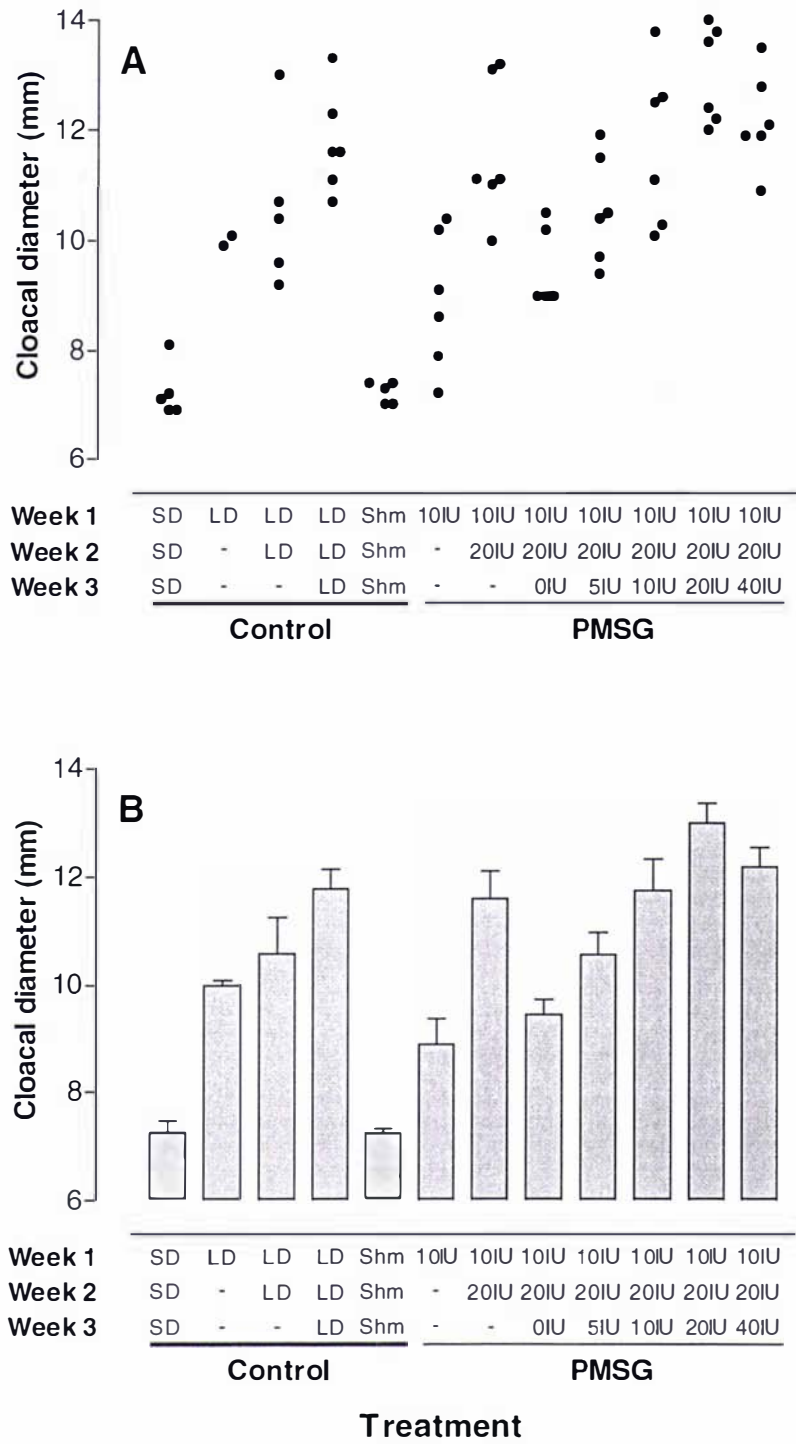 A
Cloacal diameter (mm)
14
12
10
8
6
Week 1 SD LD LD LD Shm 10IU 10IU 10IU 10IU 10IU 10IU 10IU
Week 2 SD - LD LD Shm - 20IU 20IU 20IU 20IU 20IU 20IU
Week 3 SD - - LD Shm - - 0IU 5IU 10IU 20IU 40IU
Control PMSG
B
Cloacal diameter (mm)
14
12
10
8
6
Week 1 SD LD LD LD Shm 10IU 10IU 10IU 10IU 10IU 10IU 10IU
Week 2 SD - LD LD Shm - 20IU 20IU 20IU 20IU 20IU 20IU
Week 3 SD - - LD Shm - - 0IU 5IU 10IU 20IU 40IU
Control PMSG
Treatment